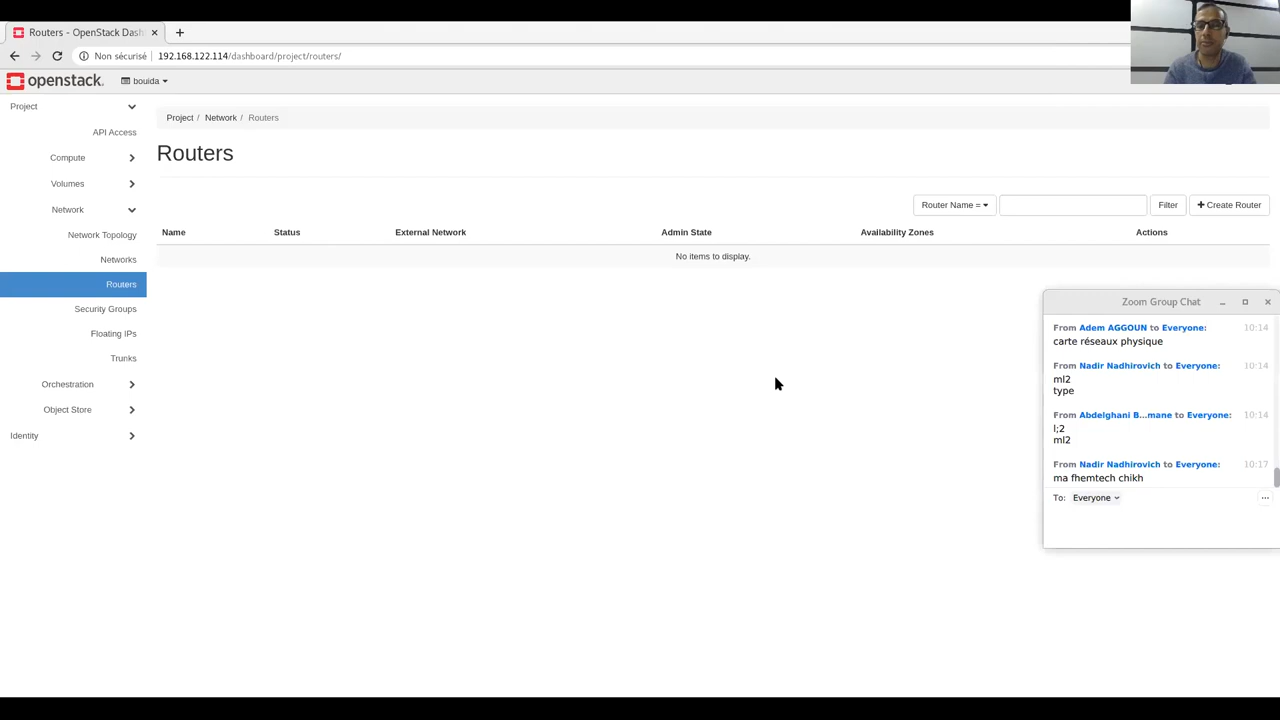 Routers - OpenStack Dash
Non sécurisé 192.168.122.114/dashboard/project/routers/
openstack. bouida
Project
API Access
Compute
Volumes
Network
Network Topology
Networks
Routers
Security Groups
Floating IPs
Trunks
Orchestration
Object Store
Identity
Project / Network / Routers
Routers
Router Name = Filter + Create Router
Name Status External Network Admin State Availability Zones Actions
No items to display.
Zoom Group Chat
From Adem AGGOUN to Everyone: 10:14
carte réseaux physique
From Nadir Nadhirovich to Everyone: 10:14
ml2
type
From Abdelghani B...mane to Everyone: 10:14
l;2
ml2
From Nadir Nadhirovich to Everyone: 10:17
ma fhemtech chikh
To: Everyone